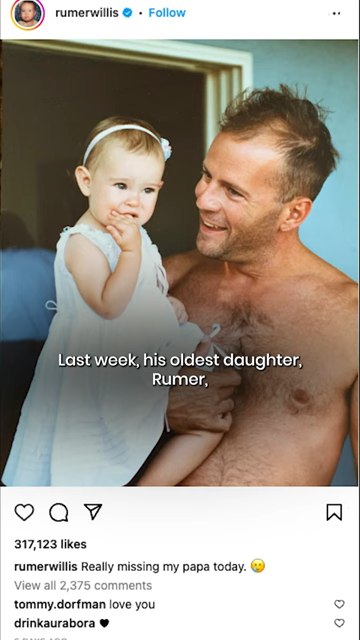 rumerwillis • Follow
Last week, his oldest daughter,
Rumer,
317,123 likes
rumerwillis Really missing my papa today. 🥲
View all 2,375 comments
tommy.dorfman love you
drinkaurabora 🖤